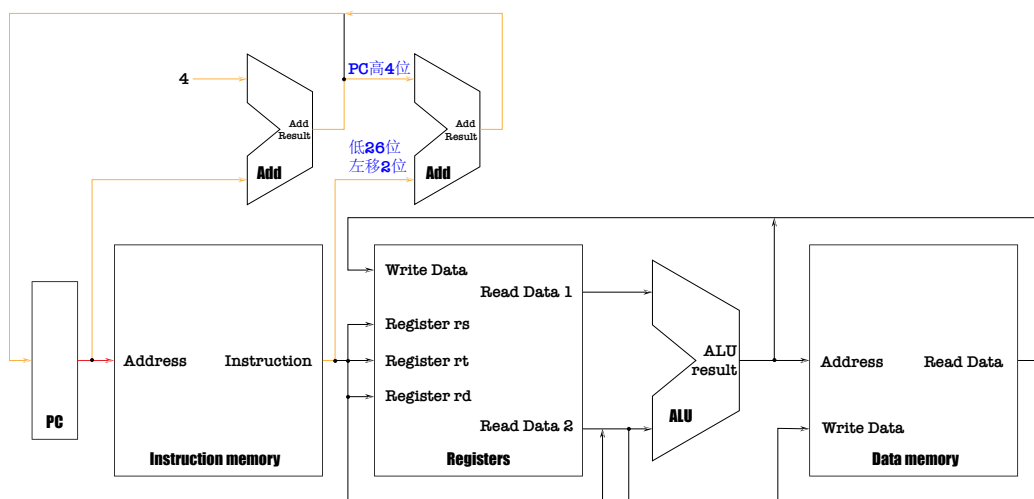 4
PC高4位
Add
Result
Add
Add
Result
Add
低26位
左移2位
PC
Address
Instruction
Instruction memory
Write Data
Read Data 1
Register rs
Register rt
Register rd
Read Data 2
Registers
ALU
result
ALU
Address
Read Data
Write Data
Data memory